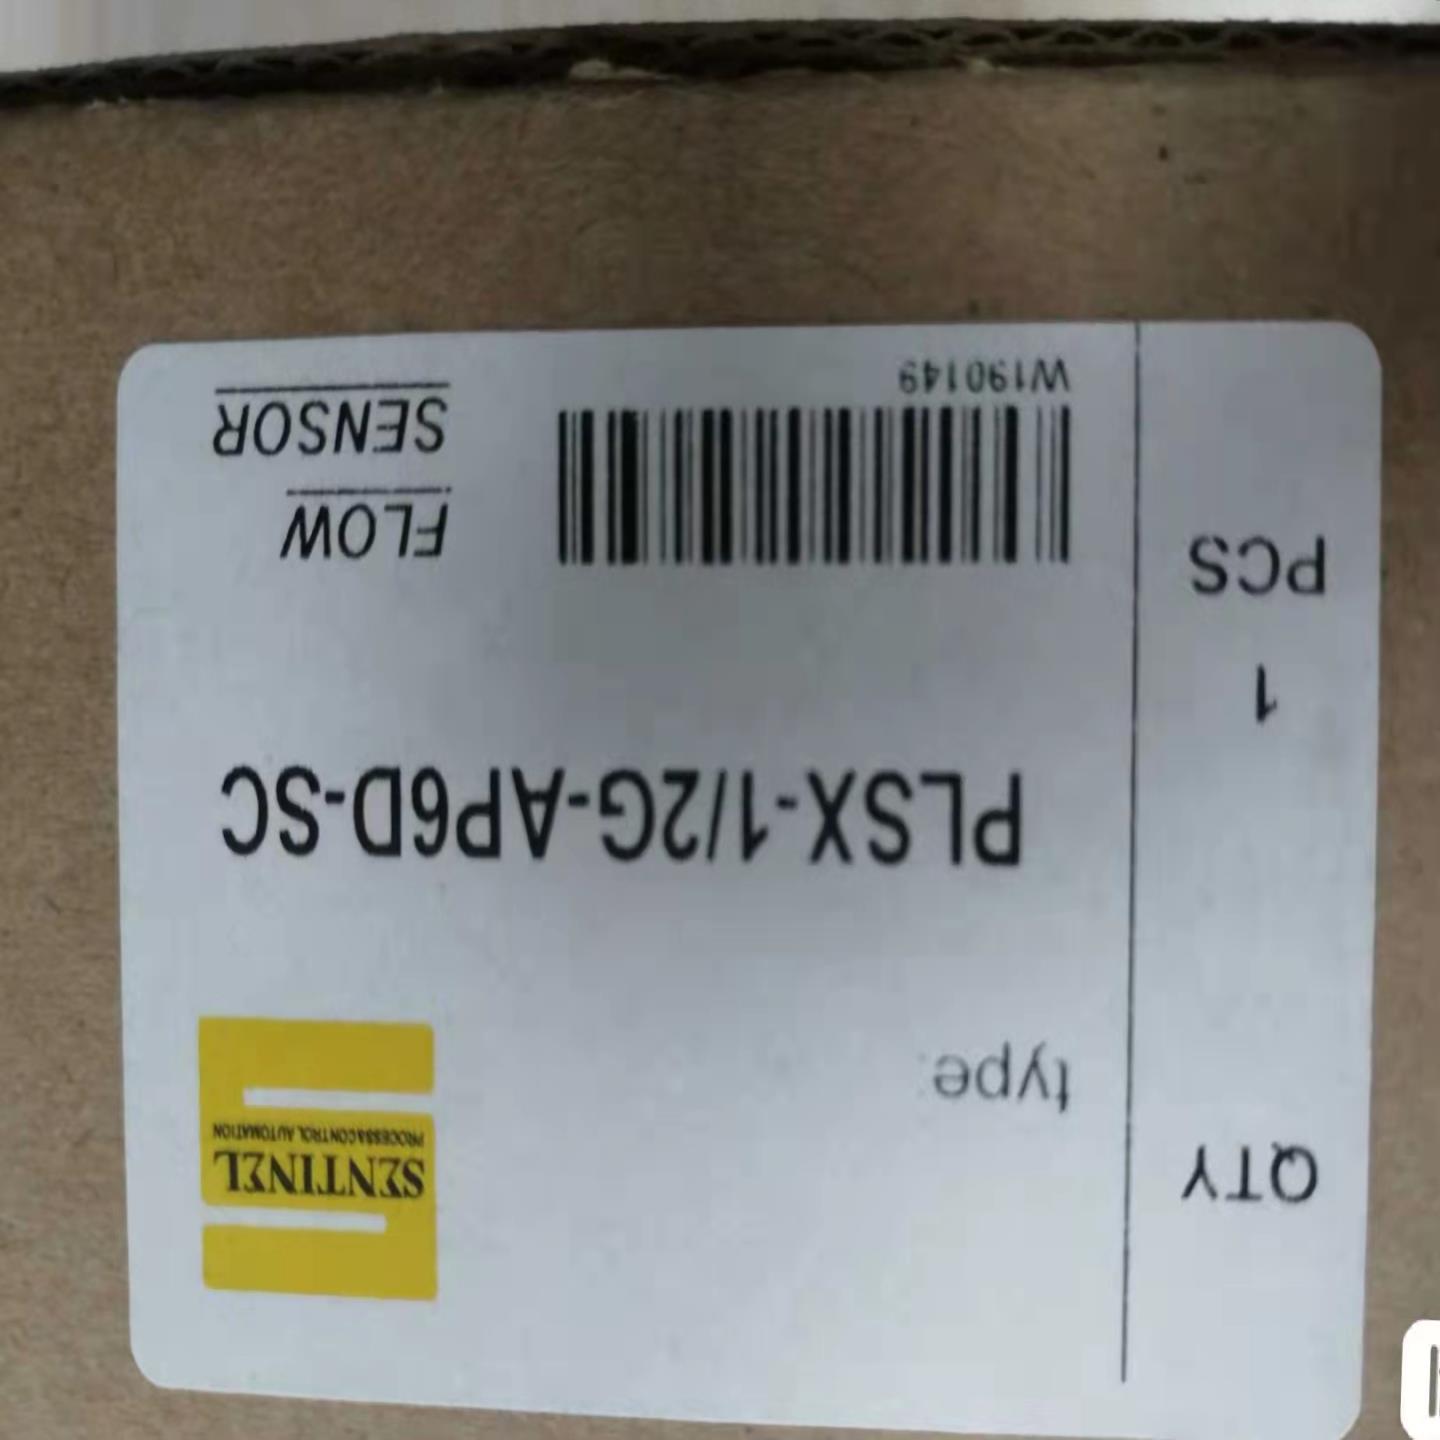 QTY
1
PCS
type:
SENTINEL
PROCESS&CONTROL AUTOMATION
PLSX-1/2G-AP6D-SC
W190149
FLOW
SENSOR